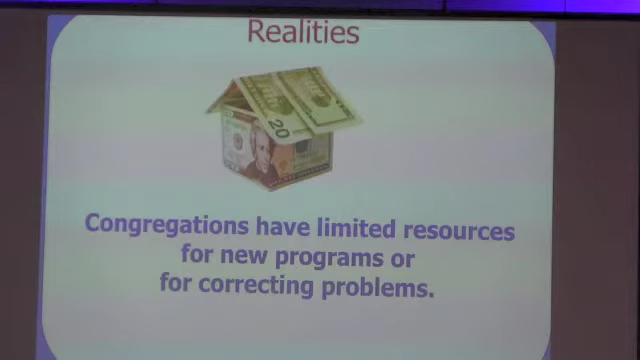 Realities
20
Congregations have limited resources
for new programs or
for correcting problems.